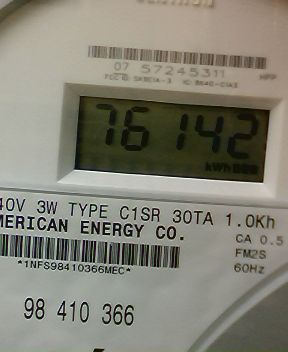 07 57245311
HPP
76142
kWh
40V 3W TYPE C1SR 30TA 1.0Kh
MERICAN ENERGY CO.
CA 0.5
*1NFS98410366MEC*
FM2S
60Hz
98 410 366